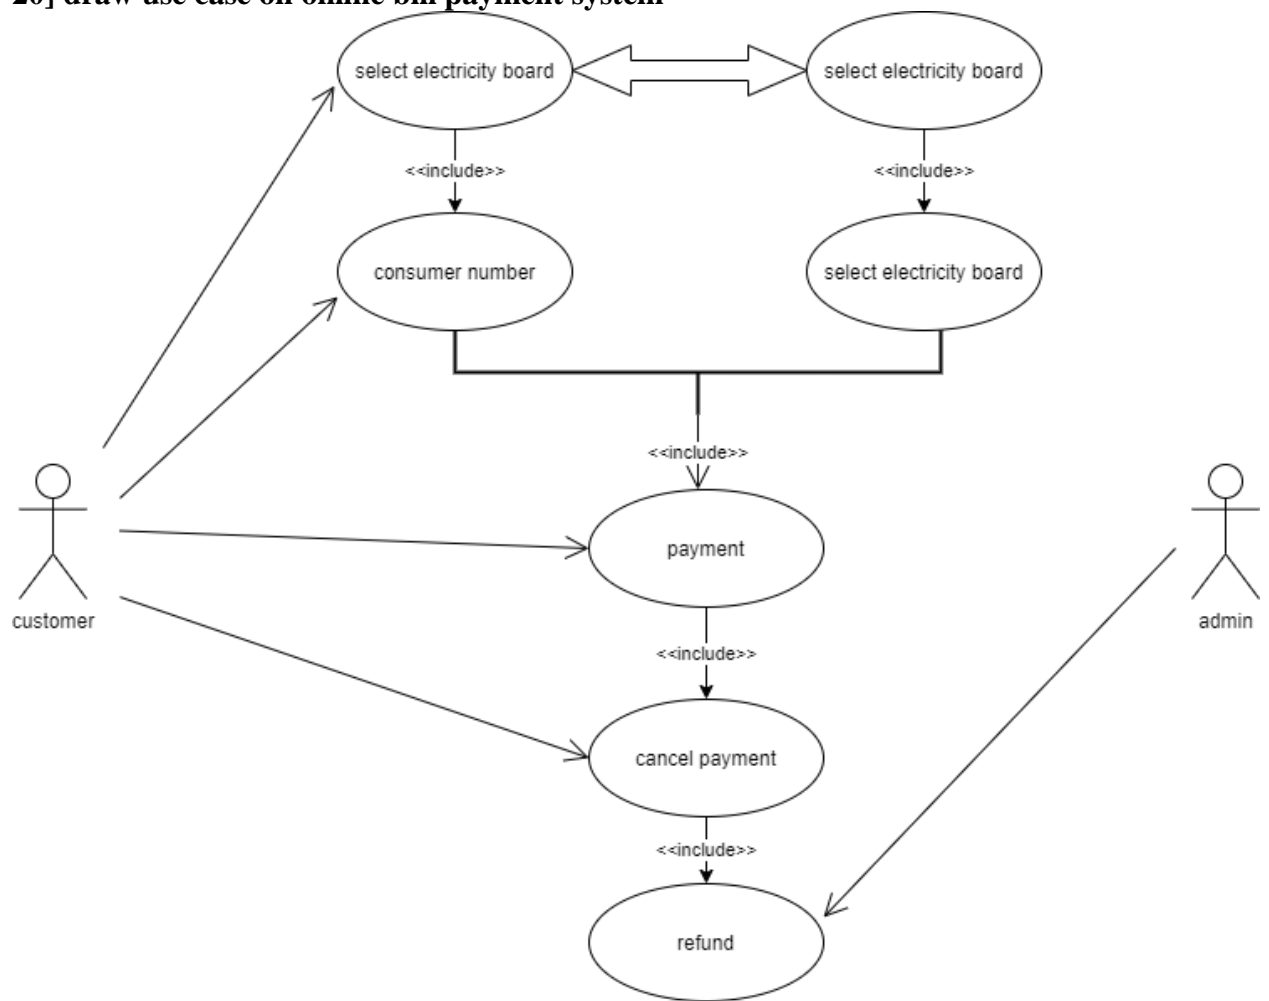 20] draw use case on online bill payment system
select electricity board
select electricity board
<<include>>
<<include>>
consumer number
select electricity board
<<include>>
payment
customer
admin
<<include>>
cancel payment
<<include>>
refund